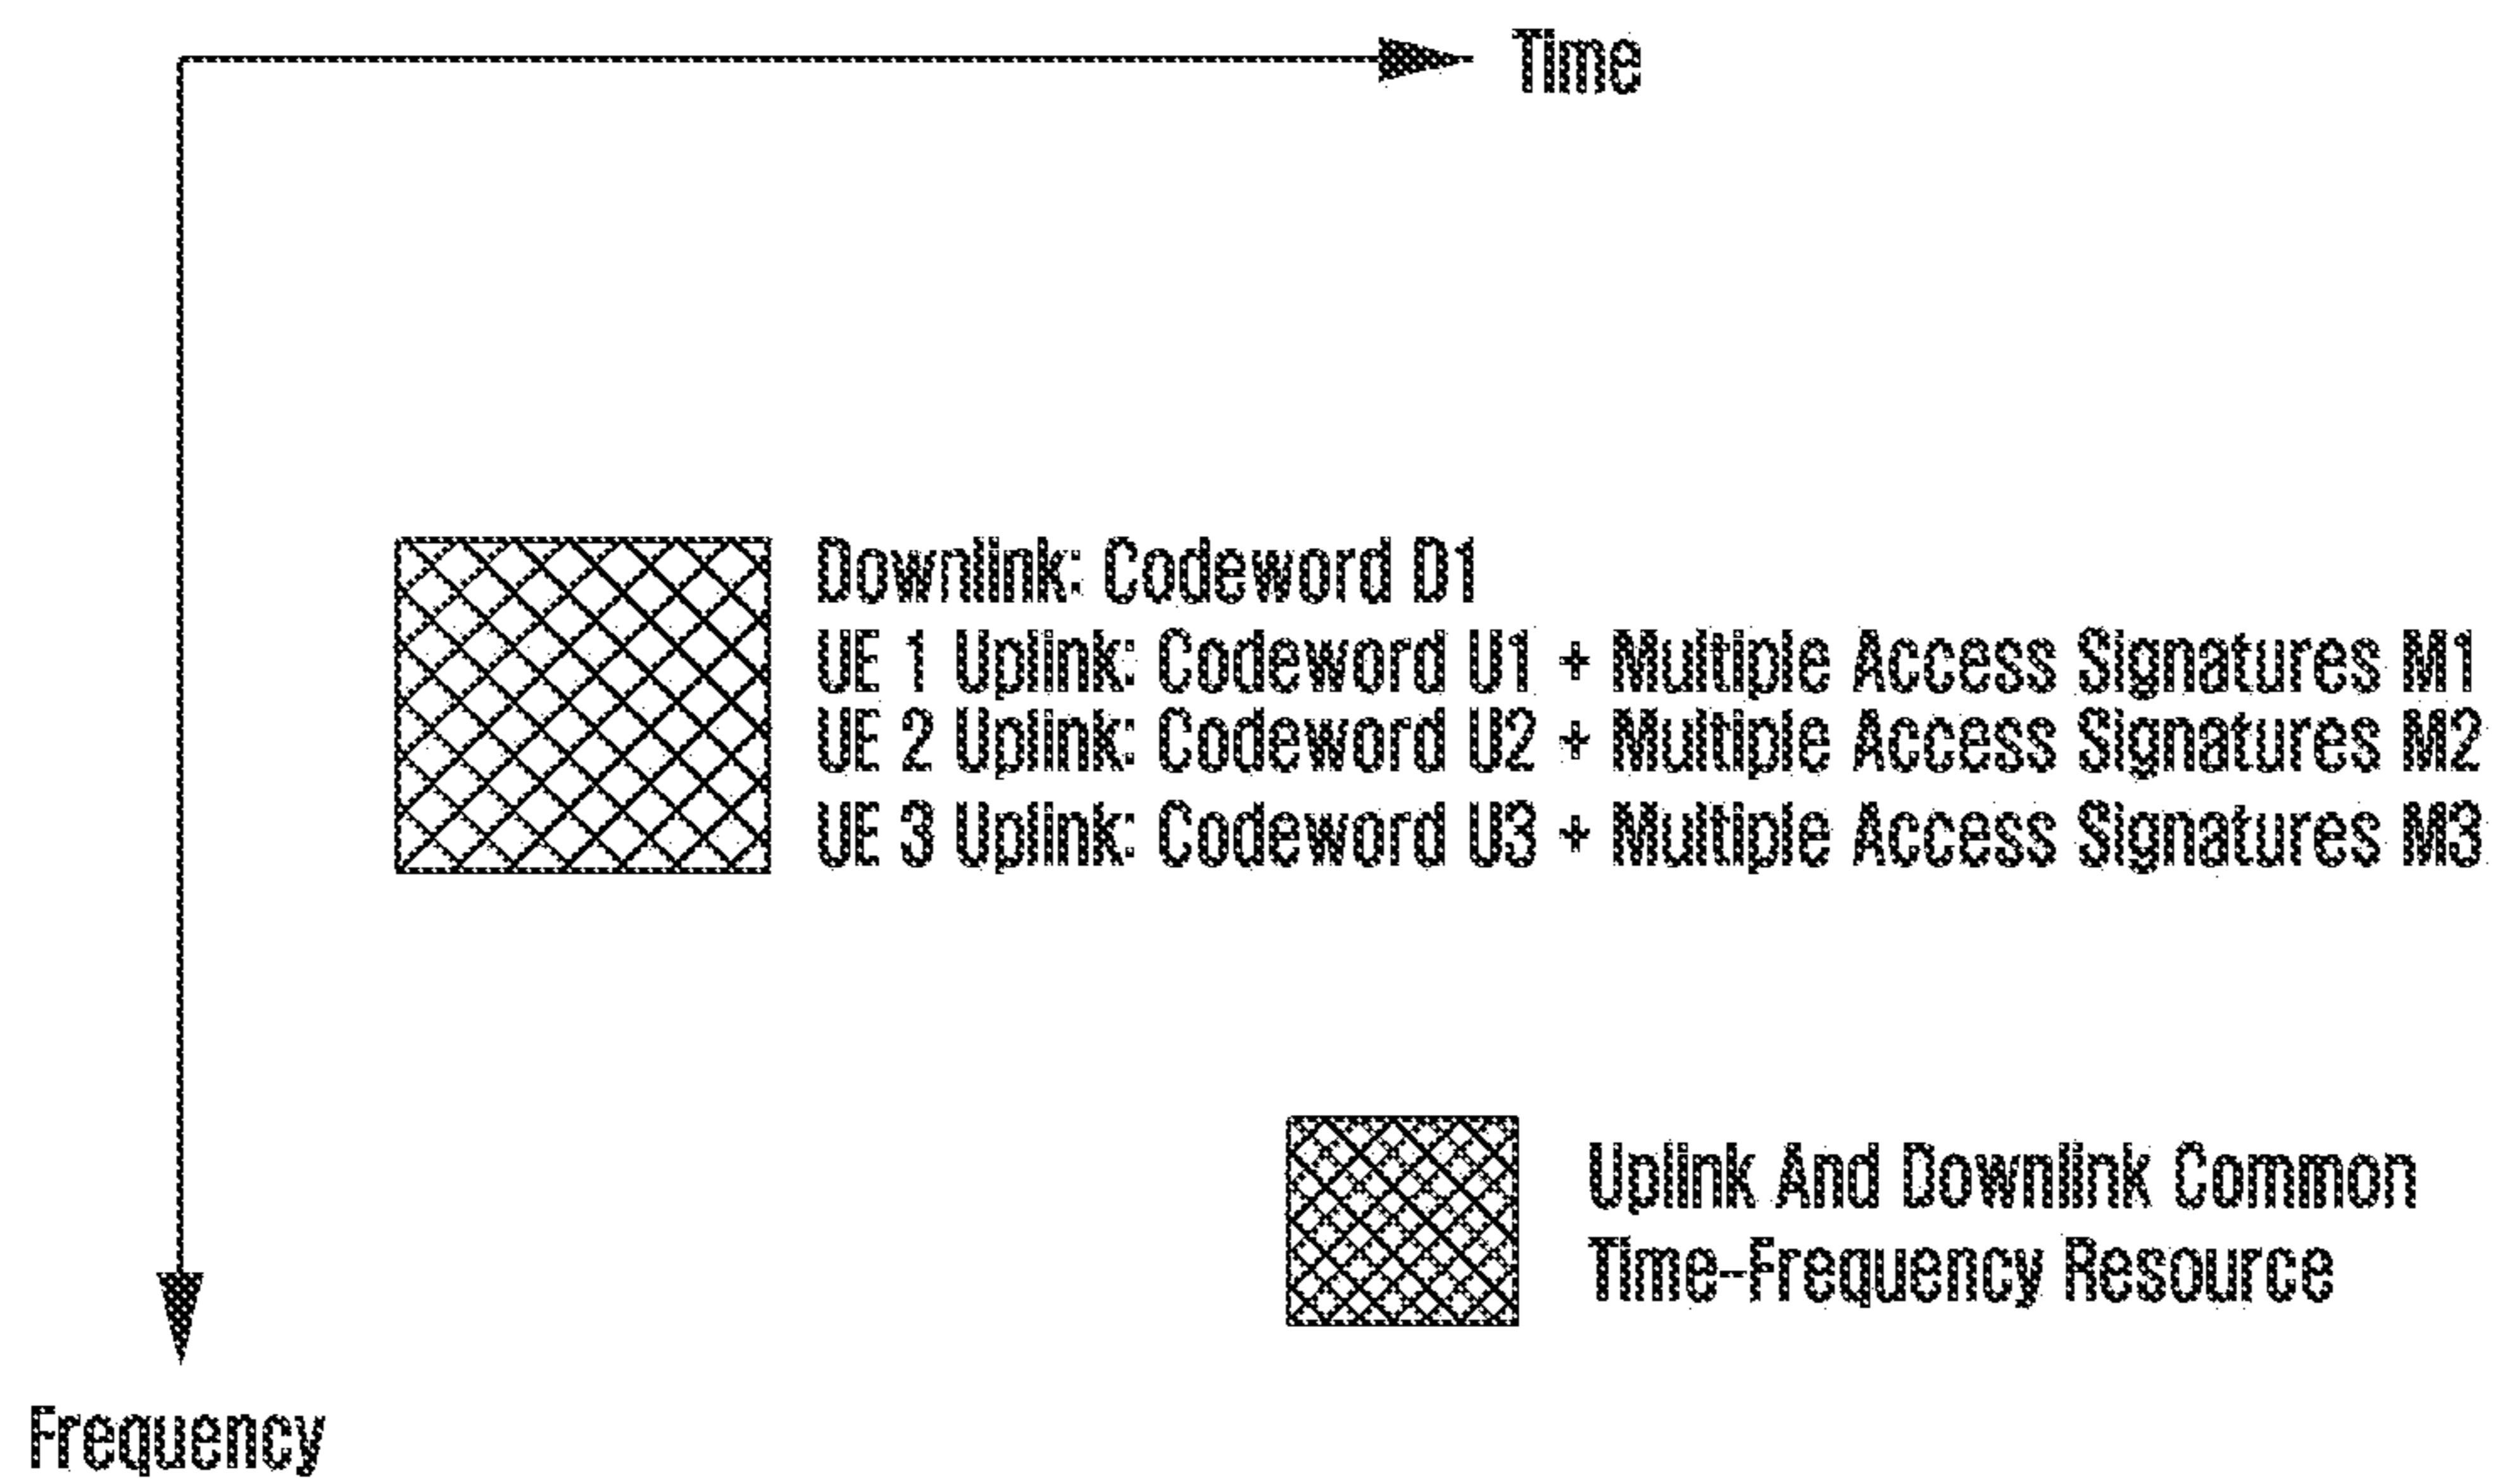 Time
Downlink: Codeword D1
UE 1 Uplink: Codeword U1 + Multiple Access Signatures M1
UE 2 Uplink: Codeword U2 + Multiple Access Signatures M2
UE 3 Uplink: Codeword U3 + Multiple Access Signatures M3
Uplink And Downlink Common
Time-Frequency Resource
Frequency